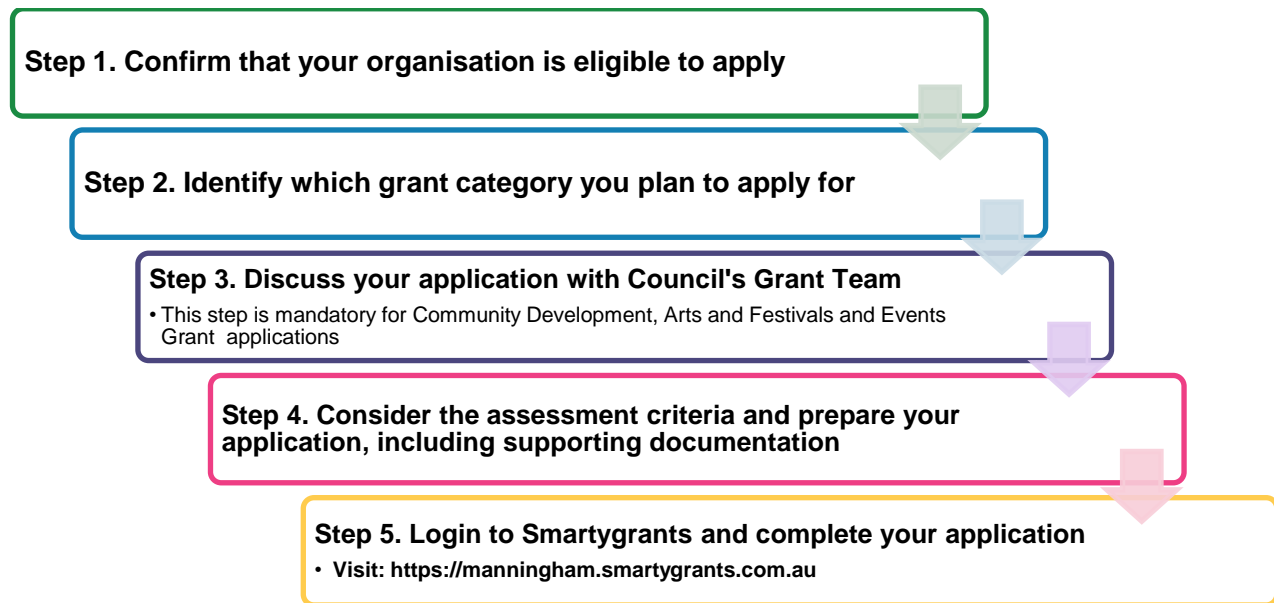 Step 1. Confirm that your organisation is eligible to apply
Step 2. Identify which grant category you plan to apply for
Step 3. Discuss your application with Council's Grant Team
• This step is mandatory for Community Development, Arts and Festivals and Events
Grant applications
Step 4. Consider the assessment criteria and prepare your
application, including supporting documentation
Step 5. Login to Smartygrants and complete your application
• Visit: https://manningham.smartygrants.com.au